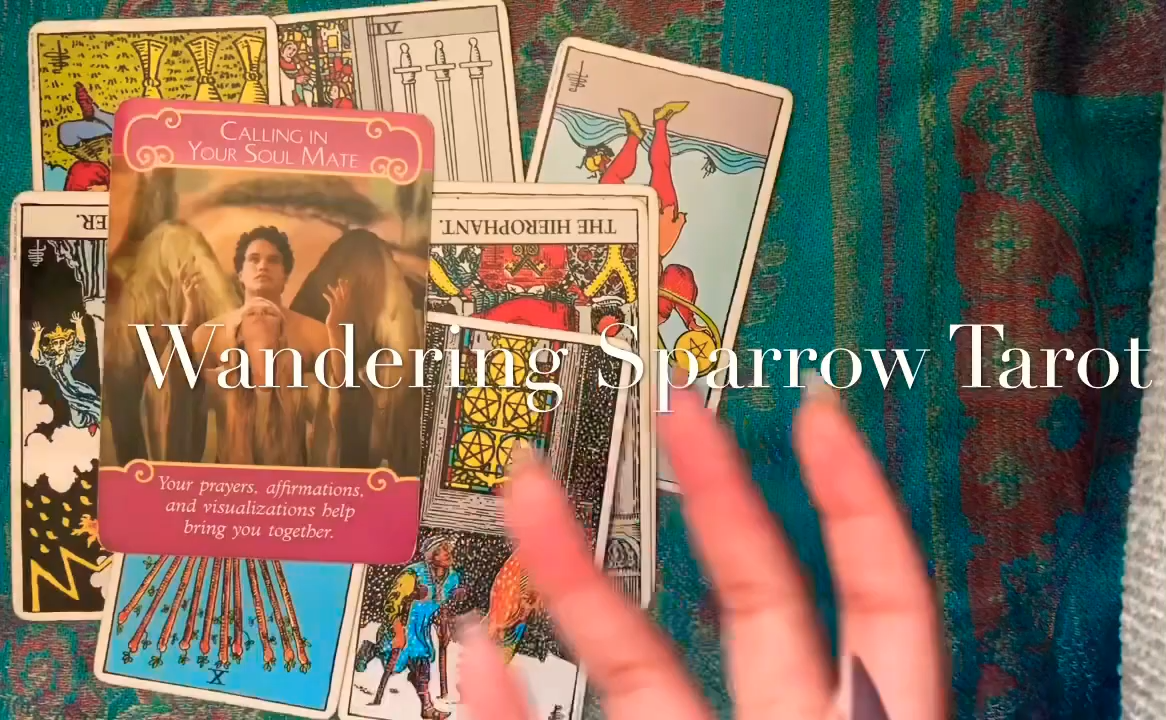 IV
CALLING IN
YOUR SOUL MATE
THE HIEROPHANT.
ER.
Wandering Sparrow Tarot
Your prayers, affirmations,
and visualizations help
bring you together.
X